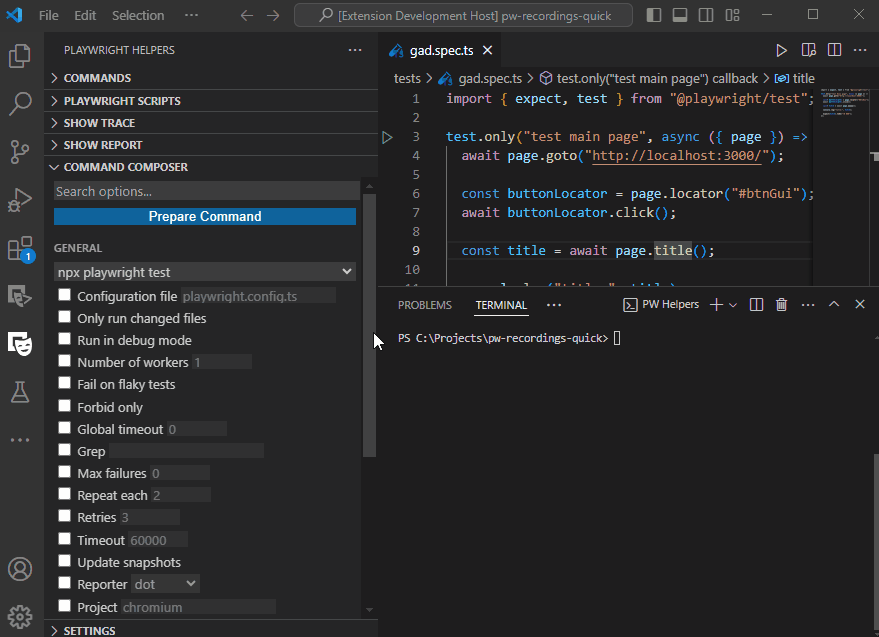 File Edit Selection ··· [Extension Development Host] pw-recordings-quick
PLAYWRIGHT HELPERS ···
COMMANDS
PLAYWRIGHT SCRIPTS
SHOW TRACE
SHOW REPORT
COMMAND COMPOSER
Search options...
Prepare Command
GENERAL
npx playwright test
Configuration file playwright.config.ts
Only run changed files
Run in debug mode
Number of workers 1
Fail on flaky tests
Forbid only
Global timeout 0
Grep
Max failures 0
Repeat each 2
Retries 3
Timeout 60000
Update snapshots
Reporter dot
Project chromium
SETTINGS
1
gad.spec.ts
tests > gad.spec.ts > test.only("test main page") callback > title
1 import { expect, test } from "@playwright/test";
2
3 test.only("test main page", async ({ page }) =>
4 await page.goto("http://localhost:3000/");
5
6 const buttonLocator = page.locator("#btnGui");
7 await buttonLocator.click();
8
9 const title = await page.title();
10
PROBLEMS TERMINAL ··· PW Helpers
PS C:\Projects\pw-recordings-quick>